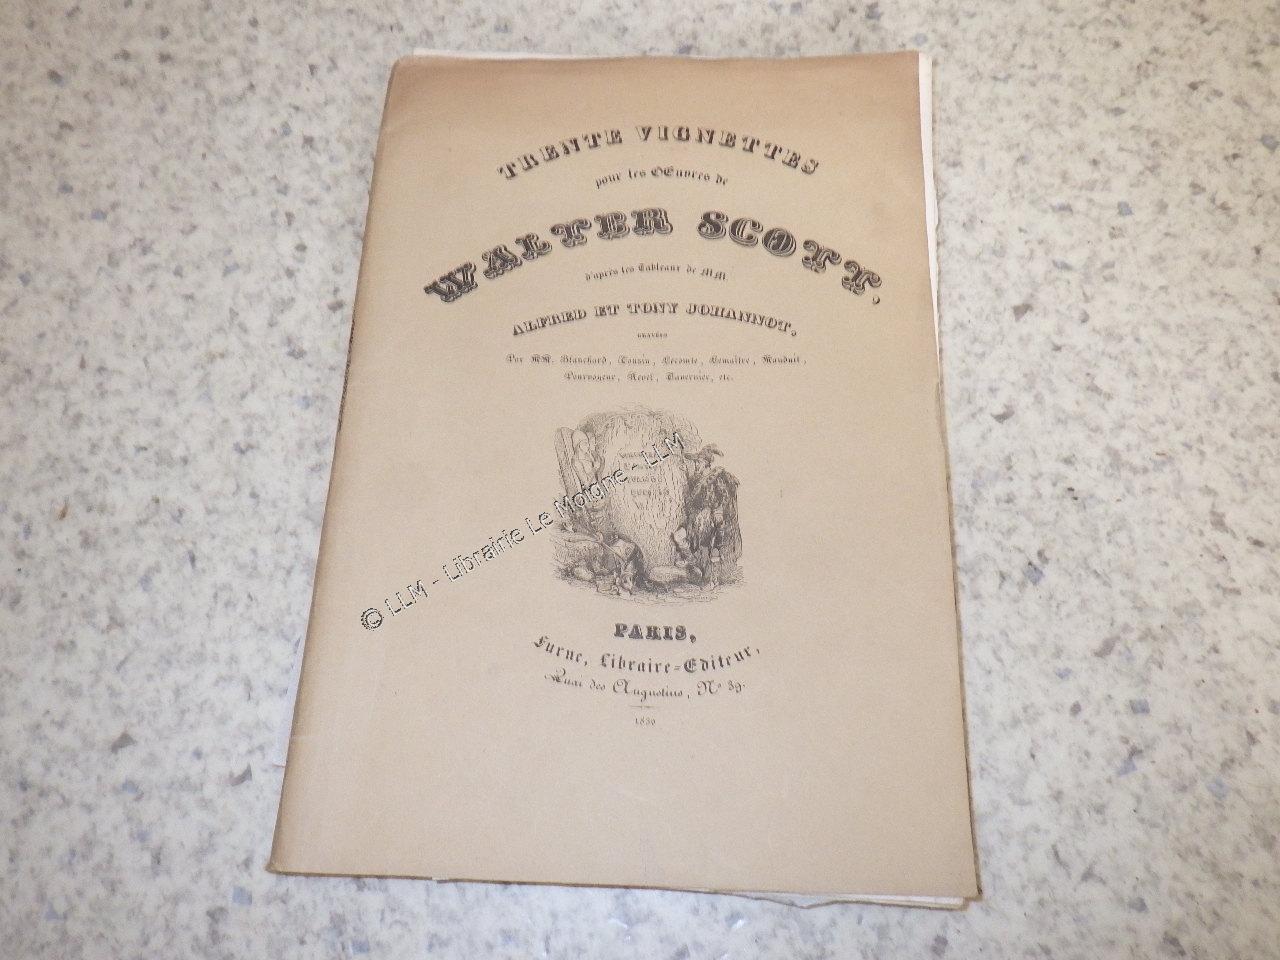 TRENTE VIGNETTES
pour les Œuvres de
WALTER SCOTT,
d'après les Tableaux de MM
ALFRED ET TONY JOHANNOT,
GRAVÉES
Par MM. Blanchard, Cousin, Lecomte, Lemaître, Mauduit,
Pourvoyeur, Revel, Tavernier, etc.
© LLM - Librairie Le Moigne - LLM
PARIS,
Furne, Libraire-Editeur,
Quai des Augustins, N° 39.
1830